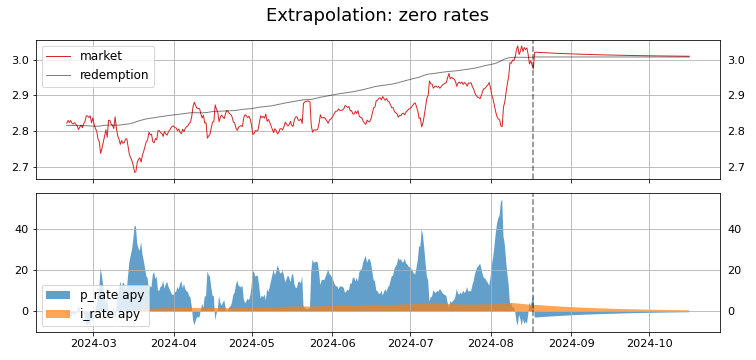 Extrapolation: zero rates
market
redemption
3.0
2.9
2.8
2.7
3.0
2.9
2.8
2.7
40
20
0
40
20
0
p_rate apy
i_rate apy
2024-03 2024-04 2024-05 2024-06 2024-07 2024-08 2024-09 2024-10